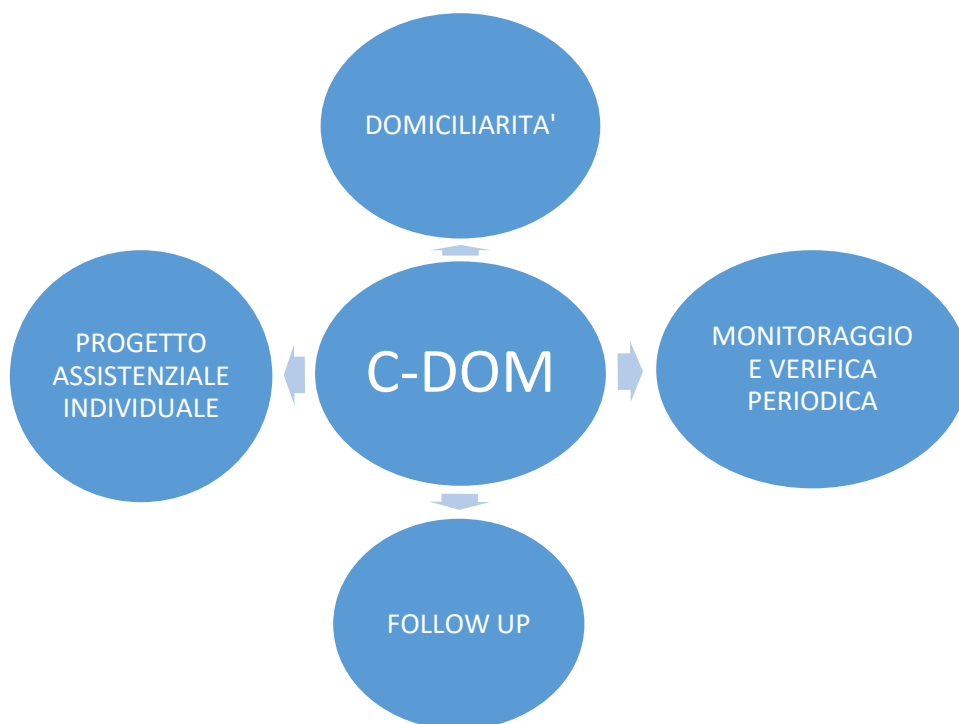 DOMICILIARITA'
PROGETTO
ASSISTENZIALE
INDIVIDUALE
C-DOM
MONITORAGGIO
E VERIFICA
PERIODICA
FOLLOW UP